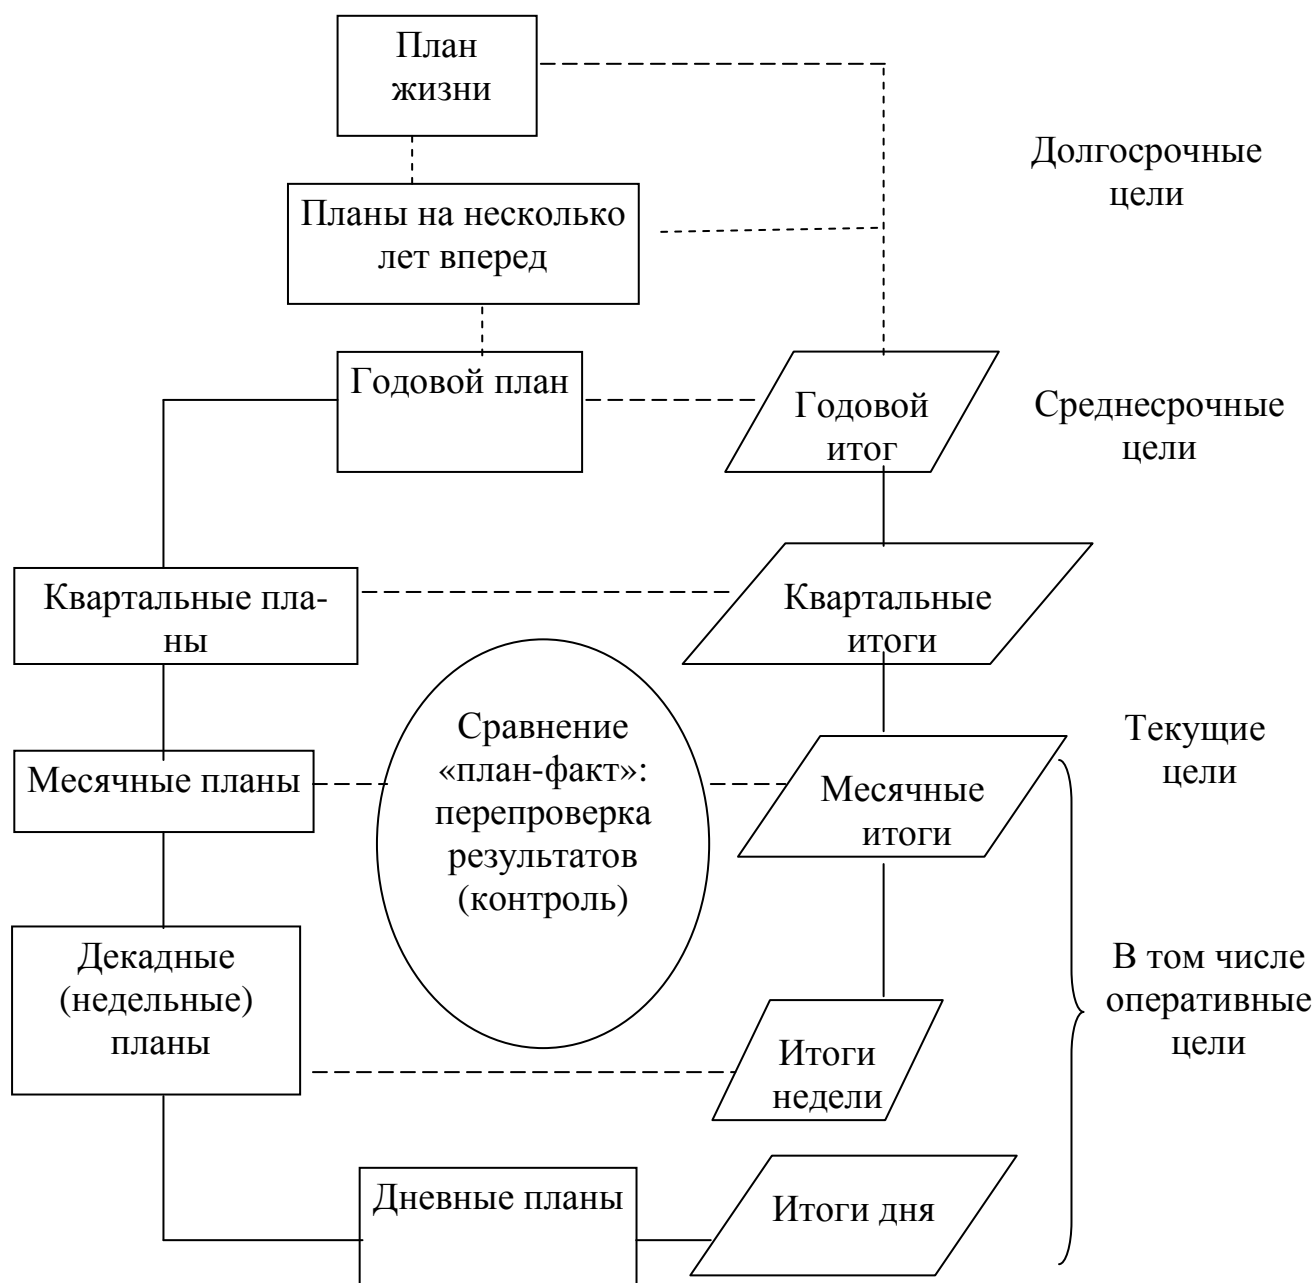 План
жизни
Долгосрочные
цели
Планы на несколько
лет вперед
Годовой план
Годовой
итог
Среднесрочные
цели
Квартальные пла-
ны
Квартальные
итоги
Сравнение
«план-факт»:
перепроверка
результатов
(контроль)
Текущие
цели
Месячные планы
Месячные
итоги
Декадные
(недельные)
планы
В том числе
оперативные
цели
Итоги
недели
Дневные планы
Итоги дня